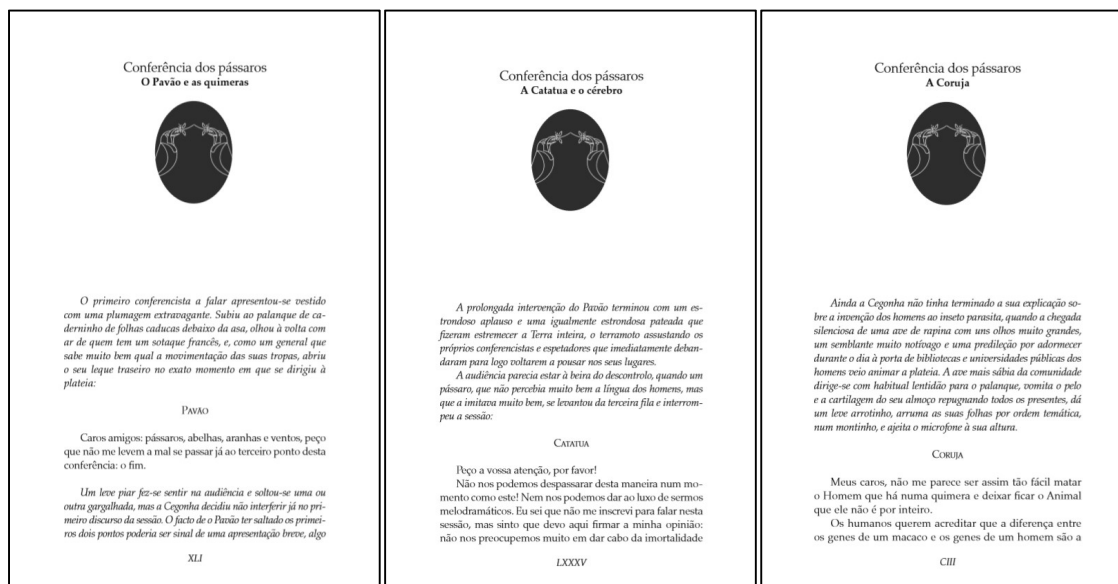 Conferência dos pássaros
O Pavão e as quimeras
O primeiro conferencista a falar apresentou-se vestido
com uma plumagem extravagante. Subiu ao palanque de ca-
derninho de folhas caducas debaixo da asa, olhou à volta com
ar de quem tem um sotaque francês, e, como um general que
sabe muito bem qual a movimentação das suas tropas, abriu
o seu leque traseiro no exato momento em que se dirigiu à
plateia:
Pavão
Caros amigos: pássaros, abelhas, aranhas e ventos, peço
que não me levem a mal se passar já ao terceiro ponto desta
conferência: o fim.
Um leve piar fez-se sentir na audiência e soltou-se uma ou
outra gargalhada, mas a Cegonha decidiu não interferir já no pri-
meiro discurso da sessão. O facto de o Pavão ter saltado os primei-
ros dois pontos poderia ser sinal de uma apresentação breve, algo
XLI
Conferência dos pássaros
A Catatua e o cérebro
A prolongada intervenção do Pavão terminou com um es-
trondoso aplauso e uma igualmente estrondosa pateada que
fizeram estremecer a Terra inteira, o terramoto assustando os
próprios conferencistas e espetadores que imediatamente deban-
daram para logo voltarem a pousar nos seus lugares.
A audiência parecia estar à beira do descontrolo, quando um
pássaro, que não percebia muito bem a língua dos homens, mas
que a imitava muito bem, se levantou da terceira fila e interrom-
peu a sessão:
Catatua
Peço a vossa atenção, por favor!
Não nos podemos despassarar desta maneira num mo-
mento como este! Nem nos podemos dar ao luxo de sermos
melodramáticos. Eu sei que não me inscrevi para falar nesta
sessão, mas sinto que devo aqui firmar a minha opinião:
não nos preocupemos muito em dar cabo da imortalidade
LXXXV
Conferência dos pássaros
A Coruja
Ainda a Cegonha não tinha terminado a sua explicação so-
bre a invenção dos homens ao inseto parasita, quando a chegada
silenciosa de uma ave de rapina com uns olhos muito grandes,
um semblante muito notívago e uma predileção por adormecer
durante o dia à porta de bibliotecas e universidades públicas dos
homens veio animar a plateia. A ave mais sábia da comunidade
dirige-se com habitual lentidão para o palanque, vomita o pelo
e a cartilagem do seu almoço repugnando todos os presentes, dá
um leve arrotinho, arruma as suas folhas por ordem temática,
num montinho, e ajeita o microfone à sua altura.
Coruja
Meus caros, não me parece ser assim tão fácil matar
o Homem que há numa quimera e deixar ficar o Animal
que ele não é por inteiro.
Os humanos querem acreditar que a diferença entre
os genes de um macaco e os genes de um homem são a
CIII